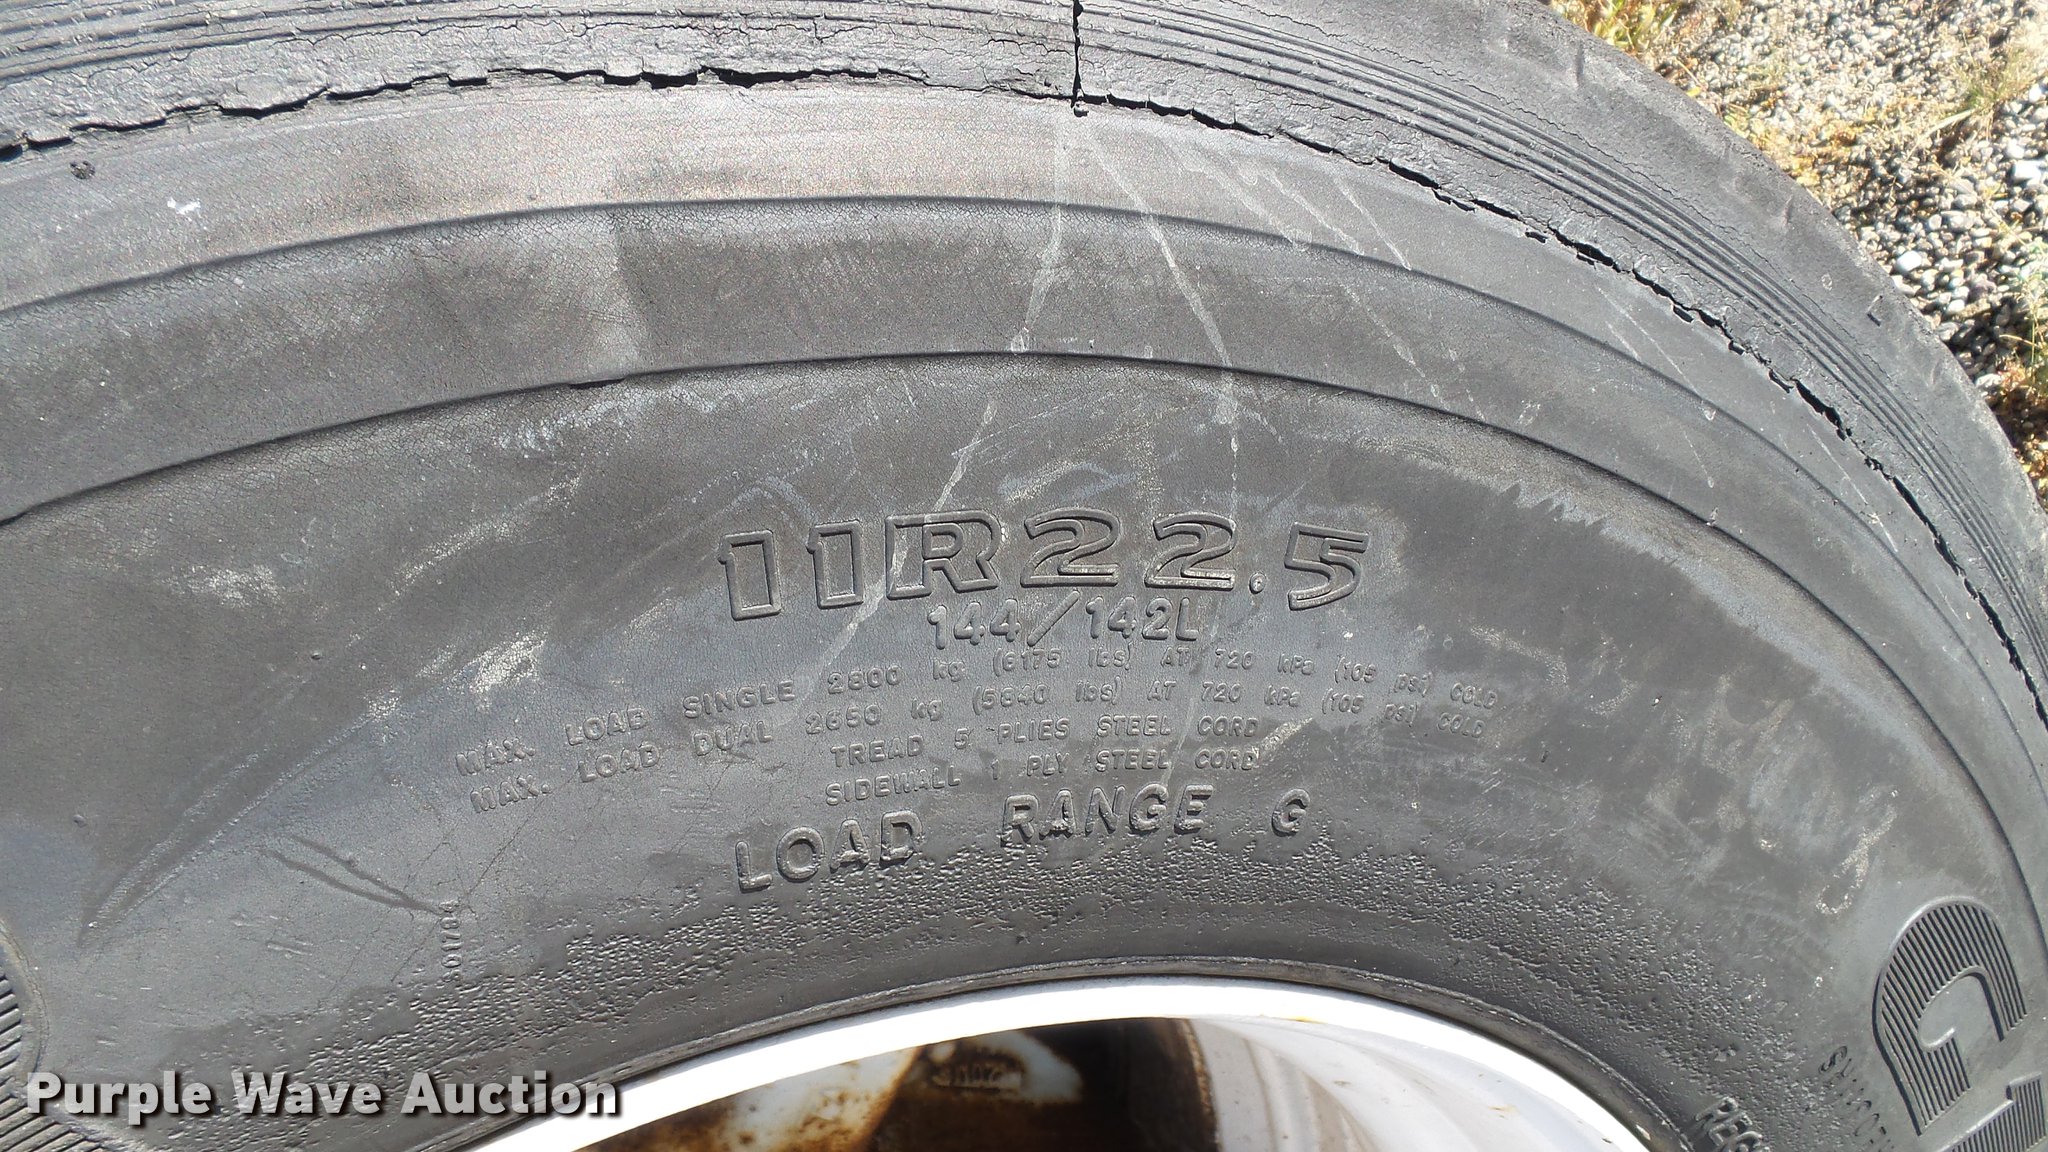 11R22.5
144/142L
MAX. LOAD SINGLE 2800 kg (6175 lbs) AT 720 kPa (105 psi) COLD
MAX. LOAD DUAL 2650 kg (5840 lbs) AT 720 kPa (105 psi) COLD
TREAD 5 PLIES STEEL CORD
SIDEWALL 1 PLY STEEL CORD
LOAD RANGE G
REG
Purple Wave Auction